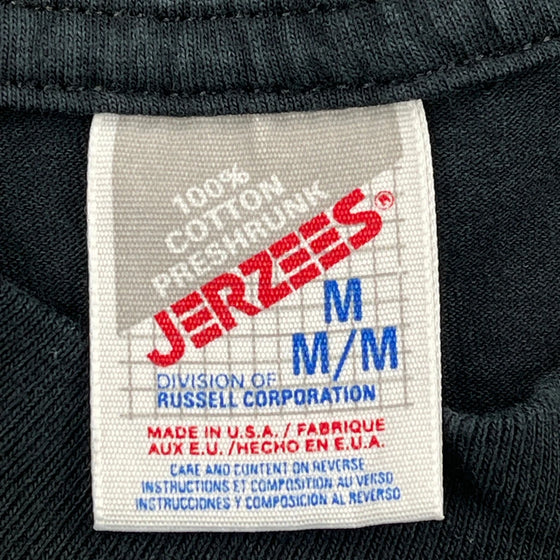 100%
COTTON
PRESHRUNK
JERZEES®
M
M/M
DIVISION OF
RUSSELL CORPORATION
MADE IN U.S.A. / FABRIQUE
AUX E.U. / HECHO EN E.U.A.
CARE AND CONTENT ON REVERSE
INSTRUCTIONS ET COMPOSITION AU VERSO
INSTRUCCIONES Y COMPOSICION AL REVERSO